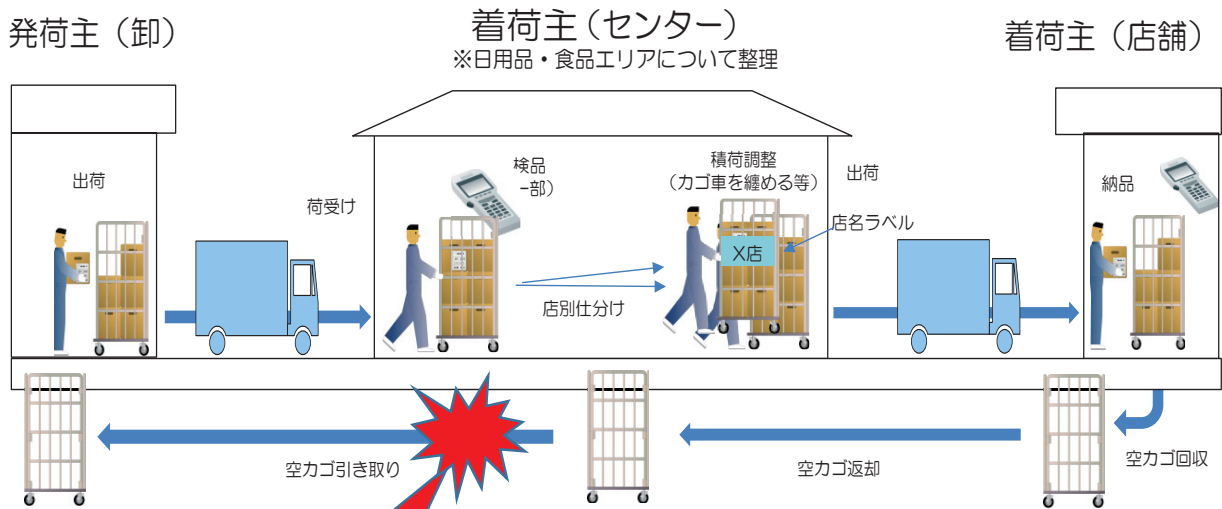 発荷主（卸）
着荷主（センター）
※日用品・食品エリアについて整理
着荷主（店舗）
出荷
荷受け
検品
-部）
店別仕分け
積荷調整
（カゴ車を纏める等）
X店
店名ラベル
出荷
納品
空カゴ引き取り
空カゴ返却
空カゴ回収